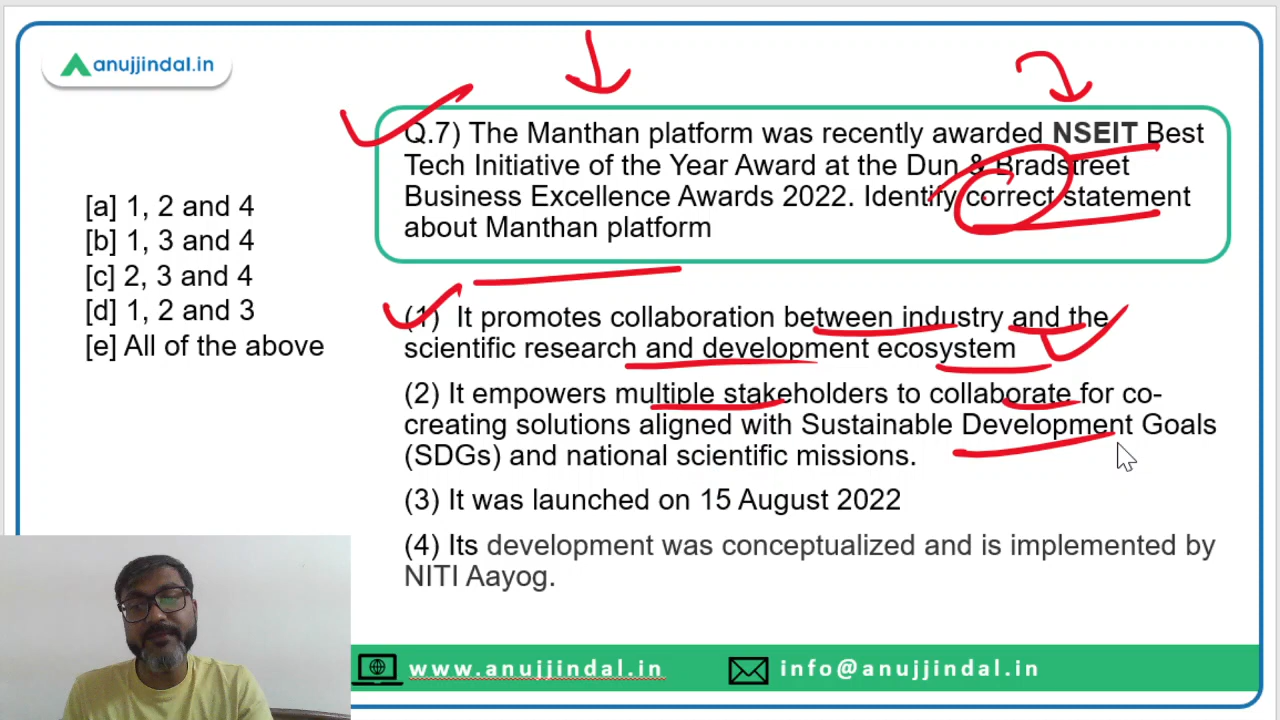 anujjindal.in
Q.7) The Manthan platform was recently awarded NSEIT Best
Tech Initiative of the Year Award at the Dun & Bradstreet
Business Excellence Awards 2022. Identify correct statement
about Manthan platform
[a] 1, 2 and 4
[b] 1, 3 and 4
[c] 2, 3 and 4
[d] 1, 2 and 3
[e] All of the above
(1) It promotes collaboration between industry and the
scientific research and development ecosystem
(2) It empowers multiple stakeholders to collaborate for co-
creating solutions aligned with Sustainable Development Goals
(SDGs) and national scientific missions.
(3) It was launched on 15 August 2022
(4) Its development was conceptualized and is implemented by
NITI Aayog.
www.anujjindal.in
info@anujjindal.in